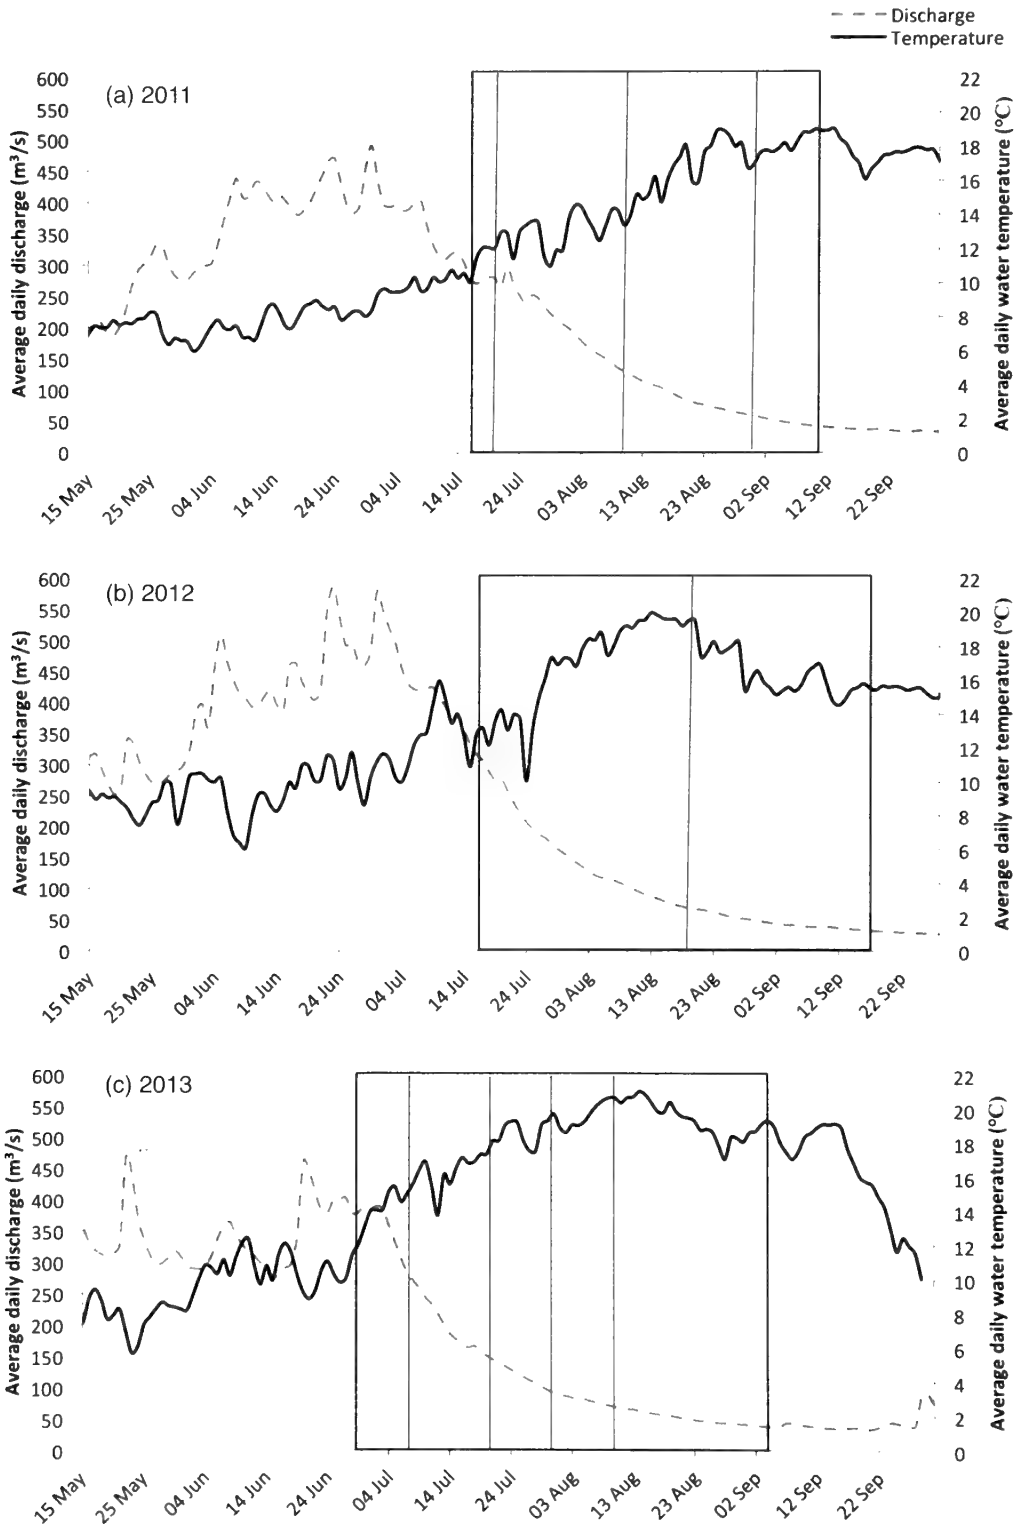 Discharge
Temperature
(a) 2011
Average daily discharge (m³/s)
600
550
500
450
400
350
300
250
200
150
100
50
0
22
20
18
16
14
12
10
8
6
4
2
0
Average daily water temperature (°C)
15 May
25 May
04 Jun
14 Jun
24 Jun
04 Jul
14 Jul
24 Jul
03 Aug
13 Aug
23 Aug
02 Sep
12 Sep
22 Sep
(b) 2012
Average daily discharge (m³/s)
600
550
500
450
400
350
300
250
200
150
100
50
0
22
20
18
16
14
12
10
8
6
4
2
0
Average daily water temperature (°C)
15 May
25 May
04 Jun
14 Jun
24 Jun
04 Jul
14 Jul
24 Jul
03 Aug
13 Aug
23 Aug
02 Sep
12 Sep
22 Sep
(c) 2013
Average daily discharge (m³/s)
600
550
500
450
400
350
300
250
200
150
100
50
0
22
20
18
16
14
12
10
8
6
4
2
0
Average daily water temperature (°C)
15 May
25 May
04 Jun
14 Jun
24 Jun
04 Jul
14 Jul
24 Jul
03 Aug
13 Aug
23 Aug
02 Sep
12 Sep
22 Sep